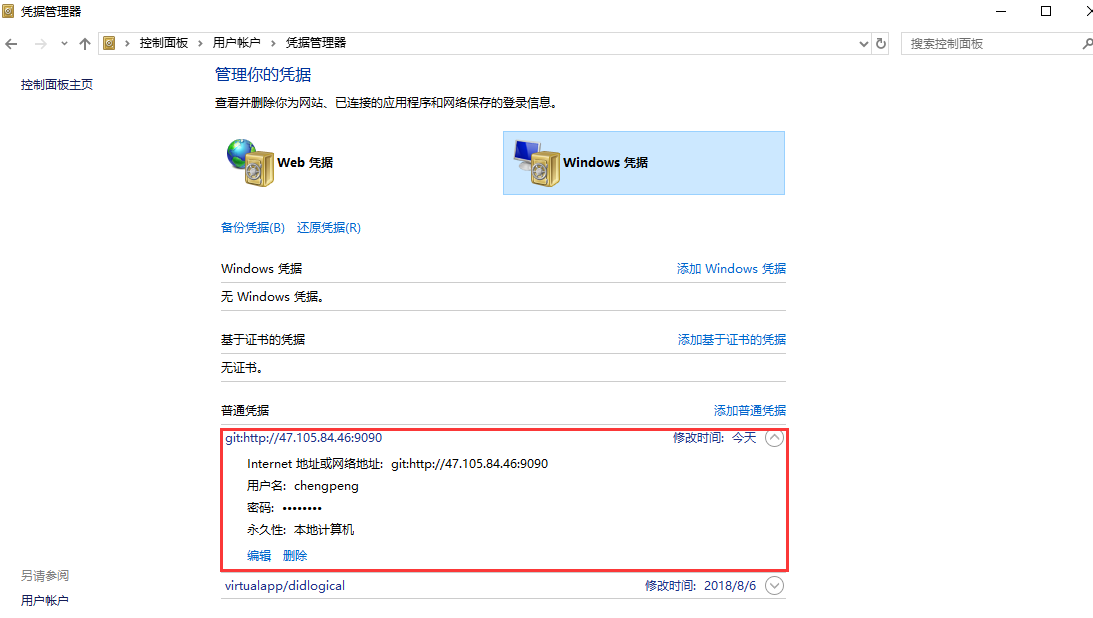 凭据管理器
控制面板 › 用户帐户 › 凭据管理器
搜索控制面板
控制面板主页
管理你的凭据
查看并删除你为网站、已连接的应用程序和网络保存的登录信息。
Web 凭据
Windows 凭据
备份凭据(B) 还原凭据(R)
Windows 凭据 添加 Windows 凭据
无 Windows 凭据。
基于证书的凭据 添加基于证书的凭据
无证书。
普通凭据 添加普通凭据
git:http://47.105.84.46:9090 修改时间: 今天
Internet 地址或网络地址: git:http://47.105.84.46:9090
用户名: chengpeng
密码: ••••••••
永久性: 本地计算机
编辑 删除
virtualapp/didlogical 修改时间: 2018/8/6
另请参阅
用户帐户